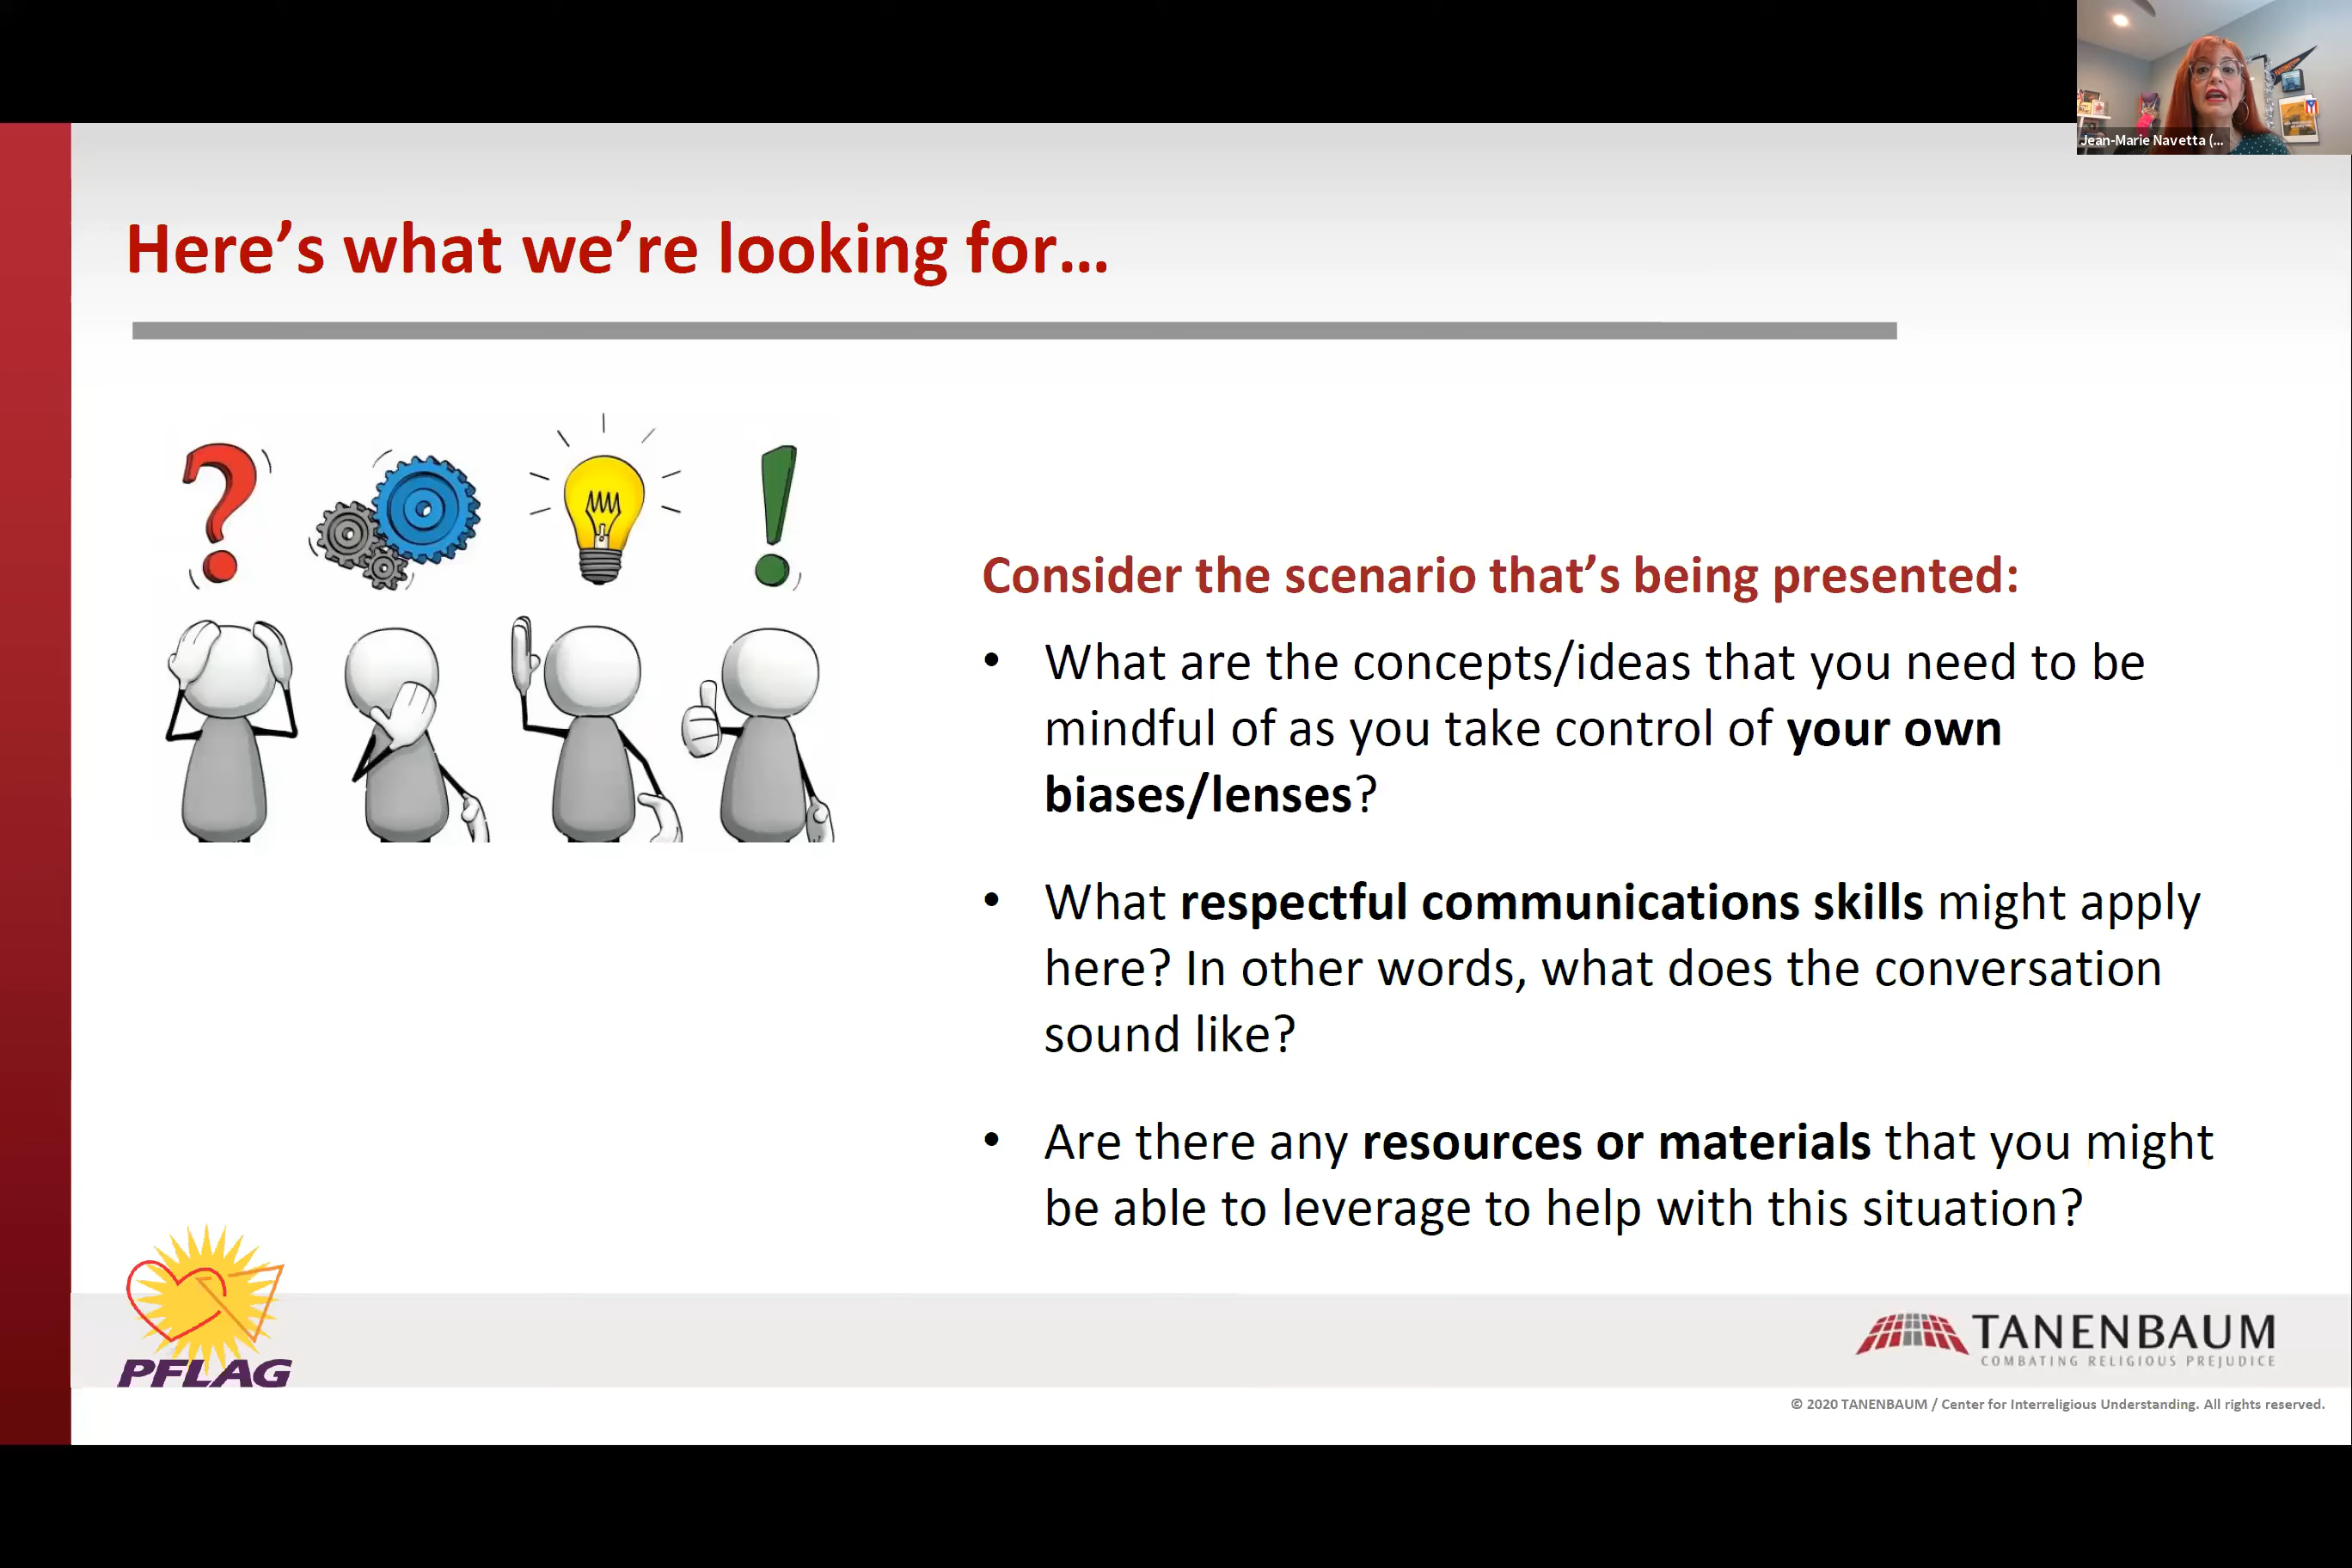 Jean-Marie Navetta (...
Here’s what we’re looking for...
Consider the scenario that’s being presented:
• What are the concepts/ideas that you need to be
mindful of as you take control of your own
biases/lenses?
• What respectful communications skills might apply
here? In other words, what does the conversation
sound like?
• Are there any resources or materials that you might
be able to leverage to help with this situation?
PFLAG
TANENBAUM
COMBATING RELIGIOUS PREJUDICE
© 2020 TANENBAUM / Center for Interreligious Understanding. All rights reserved.